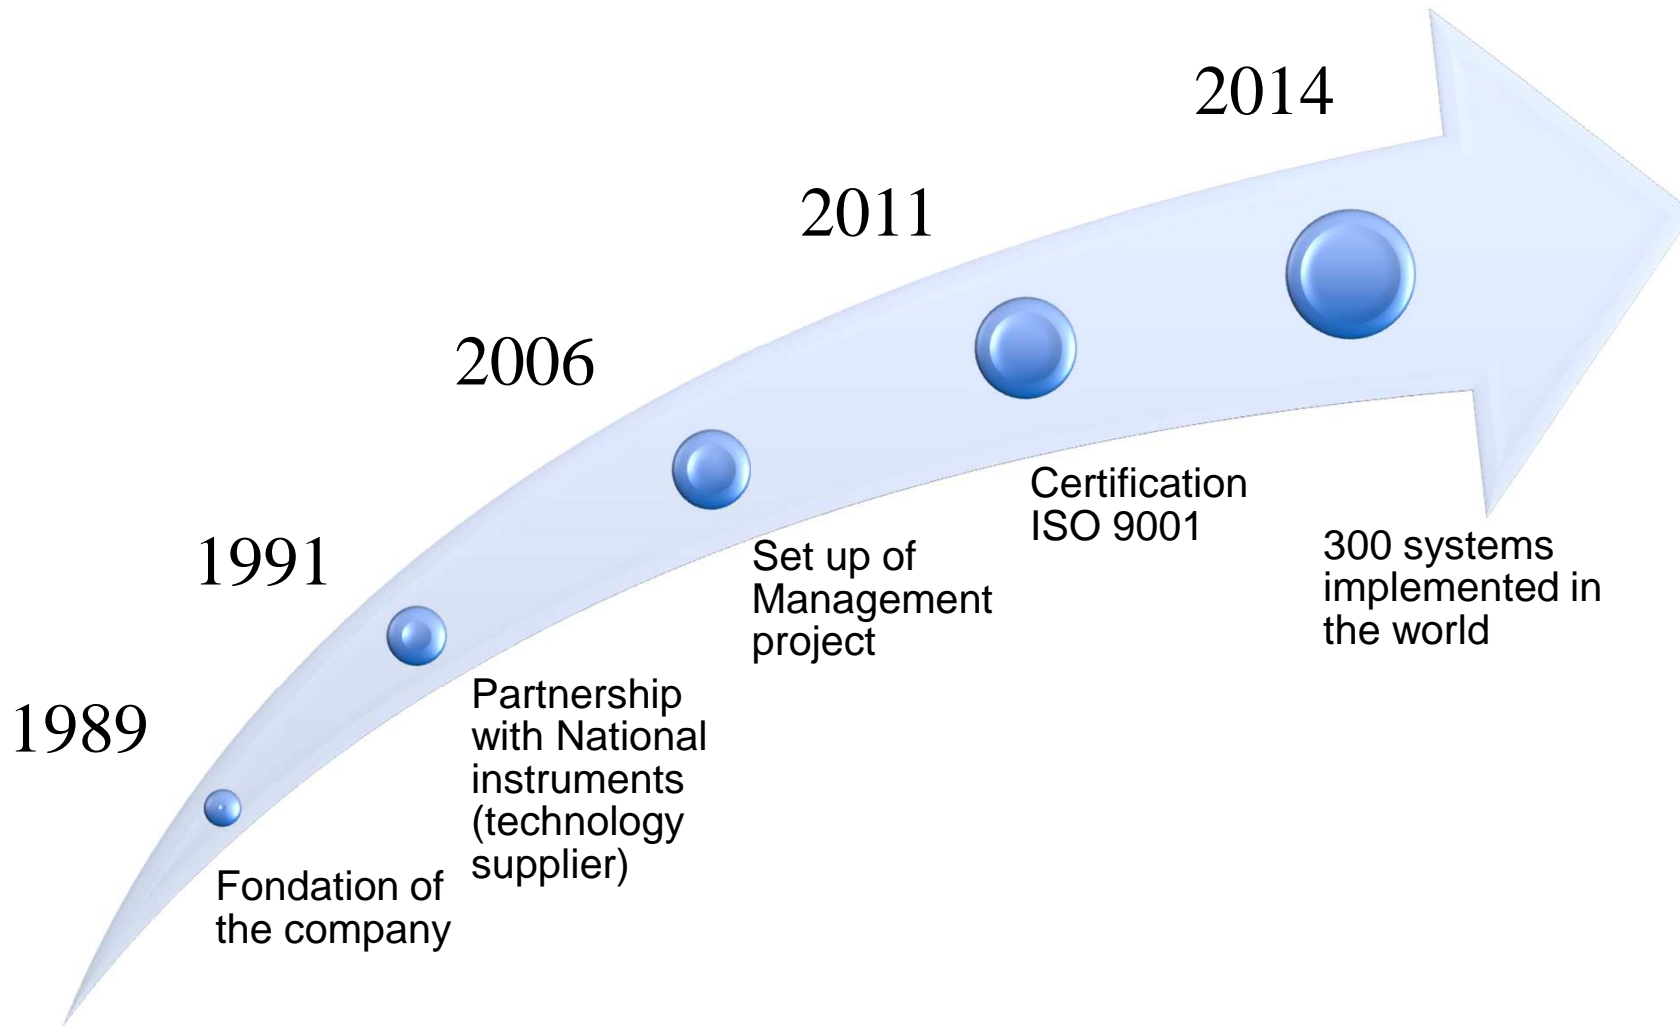 1989
Fondation of
the company
1991
Partnership
with National
instruments
(technology
supplier)
2006
Set up of
Management
project
2011
Certification
ISO 9001
2014
300 systems
implemented in
the world